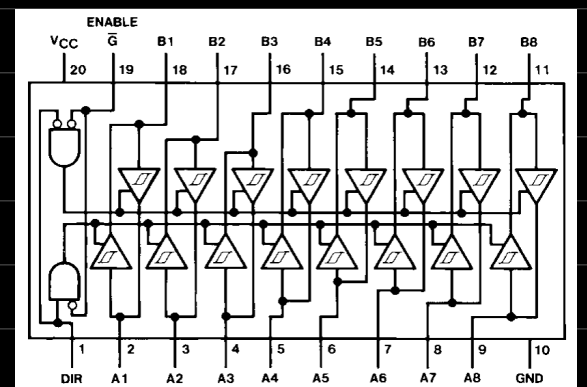 ENABLE
VCC G B1 B2 B3 B4 B5 B6 B7 B8
20 19 18 17 16 15 14 13 12 11
1 2 3 4 5 6 7 8 9 10
DIR A1 A2 A3 A4 A5 A6 A7 A8 GND